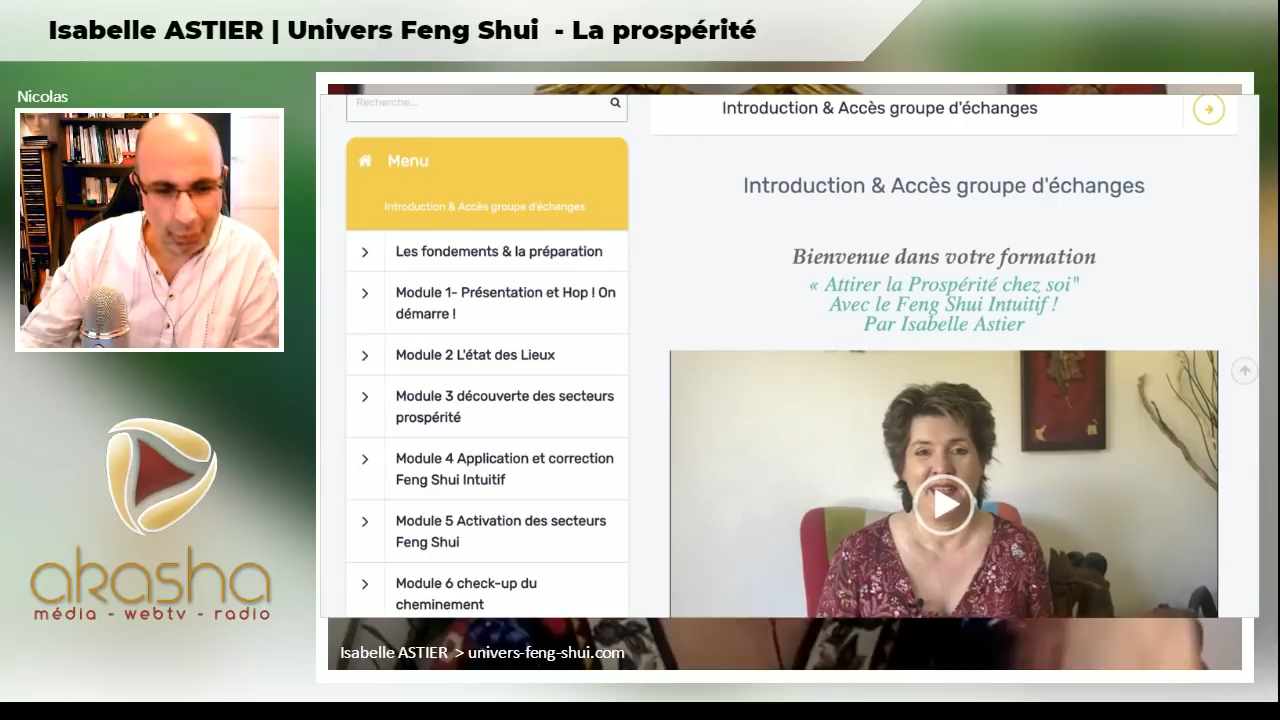 Isabelle ASTIER | Univers Feng Shui - La prospérité
Nicolas
akasha
média - webtv - radio
Recherche...
Menu
Introduction & Accès groupe d'échanges
Les fondements & la préparation
Module 1- Présentation et Hop ! On
démarre !
Module 2 L'état des Lieux
Module 3 découverte des secteurs
prospérité
Module 4 Application et correction
Feng Shui Intuitif
Module 5 Activation des secteurs
Feng Shui
Module 6 check-up du
cheminement
Introduction & Accès groupe d'échanges
Introduction & Accès groupe d'échanges
Bienvenue dans votre formation
« Attirer la Prospérité chez soi"
Avec le Feng Shui Intuitif !
Par Isabelle Astier
Isabelle ASTIER > univers-feng-shui.com